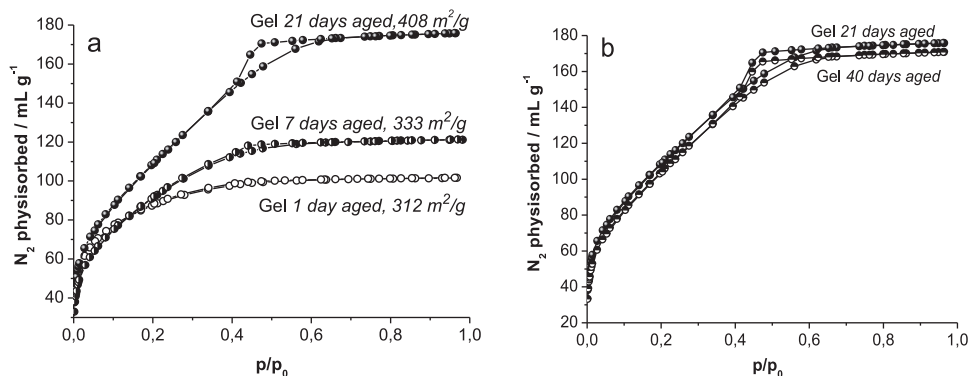 a
Gel 21 days aged, 408 m²/g
Gel 7 days aged, 333 m²/g
Gel 1 day aged, 312 m²/g
N₂ physisorbed / mL g⁻¹
180
160
140
120
100
80
60
40
0,0 0,2 0,4 0,6 0,8 1,0
p/p₀
b
Gel 21 days aged
Gel 40 days aged
N₂ physisorbed / mL g⁻¹
180
160
140
120
100
80
60
40
20
0,0 0,2 0,4 0,6 0,8 1,0
p/p₀